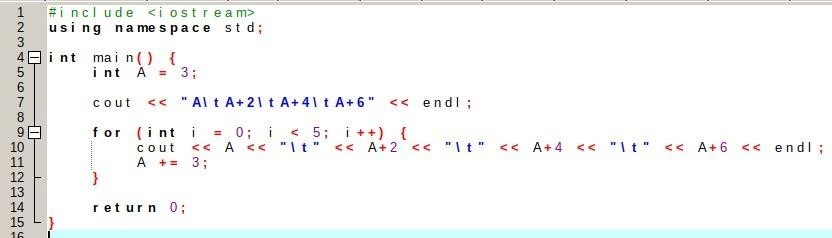 1 #include <iostream>
2 using namespace std;
3
4 int main() {
5 int A = 3;
6
7 cout << "A\tA+2\tA+4\tA+6" << endl;
8
9 for (int i = 0; i < 5; i++) {
10 cout << A << "\t" << A+2 << "\t" << A+4 << "\t" << A+6 << endl;
11 A += 3;
12 }
13
14 return 0;
15 }
16